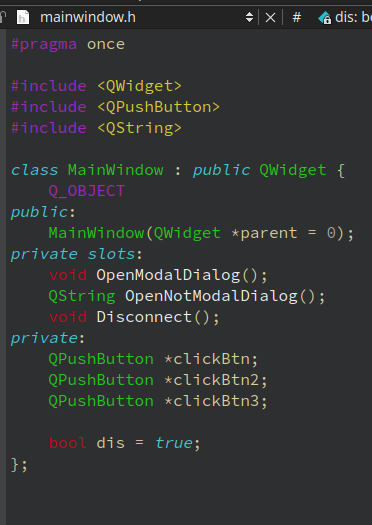 mainwindow.h # dis: b
#pragma once
#include <QWidget>
#include <QPushButton>
#include <QString>
class MainWindow : public QWidget {
Q_OBJECT
public:
MainWindow(QWidget *parent = 0);
private slots:
void OpenModalDialog();
QString OpenNotModalDialog();
void Disconnect();
private:
QPushButton *clickBtn;
QPushButton *clickBtn2;
QPushButton *clickBtn3;
bool dis = true;
};